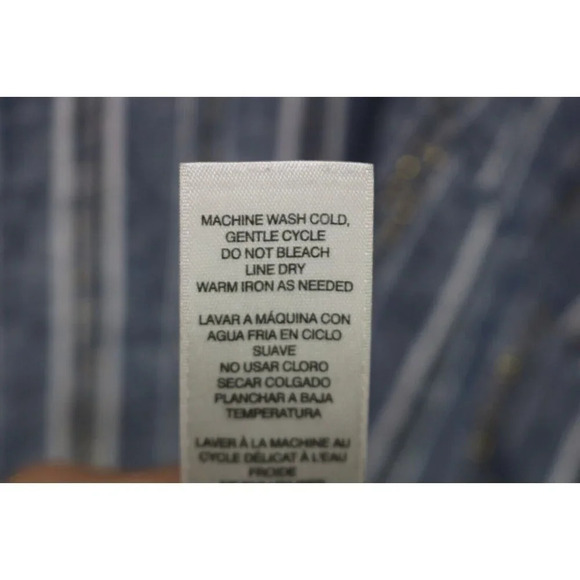 MACHINE WASH COLD,
GENTLE CYCLE
DO NOT BLEACH
LINE DRY
WARM IRON AS NEEDED
LAVAR A MÁQUINA CON
AGUA FRIA EN CICLO
SUAVE
NO USAR CLORO
SECAR COLGADO
PLANCHAR A BAJA
TEMPERATURA
LAVER À LA MACHINE AU
CYCLE DÉLICAT À L'EAU
FROIDE